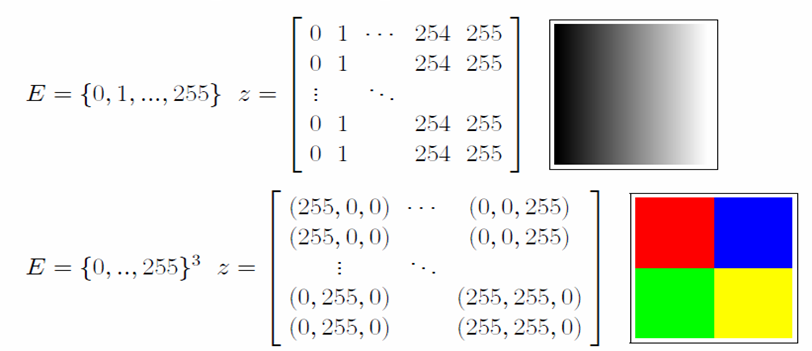 0 1 ⋯ 254 255
0 1 254 255
E = {0, 1, ..., 255} z = ⋮ ⋱
0 1 254 255
0 1 254 255
(255, 0, 0) ⋯ (0, 0, 255)
(255, 0, 0) (0, 0, 255)
E = {0, .., 255}³ z = ⋮ ⋱
(0, 255, 0) (255, 255, 0)
(0, 255, 0) (255, 255, 0)